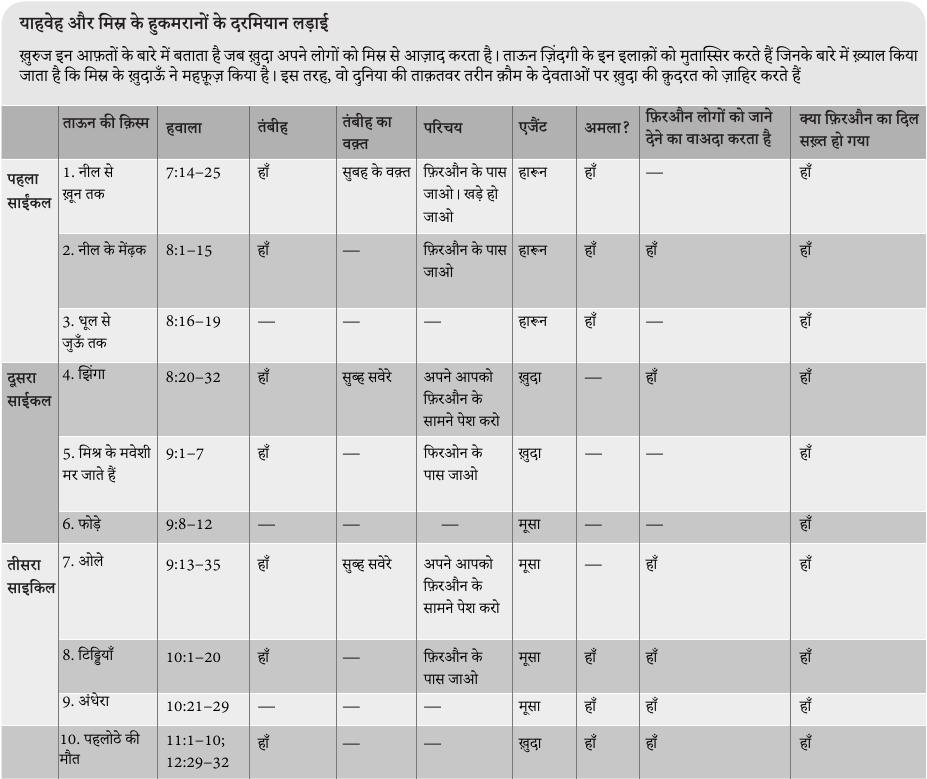 याहवेह और मिस्र के हुकमरानों के दरमियान लड़ाई
ख़ुरुज इन आफ़तों के बारे में बताता है जब ख़ुदा अपने लोगों को मिस्र से आज़ाद करता है। ताऊन ज़िंदगी के इन इलाक़ों को मुतास्सिर करते हैं जिनके बारे में ख़्याल किया
जाता है कि मिस्र के ख़ुदाऊँ ने महफ़ूज़ किया है। इस तरह, वो दुनिया की ताक़तवर तरीन क़ौम के देवताओं पर ख़ुदा की क़ुदरत को ज़ाहिर करते हैं
ताऊन की क़िस्म हवाला तंबीह तंबीह का वक़्त परिचय एजैंट अमला? फ़िरऔन लोगों को जाने देने का वाअदा करता है क्या फ़िरऔन का दिल सख़्त हो गया
पहला साईंकल
1. नील से ख़ून तक 7:14–25 हाँ सुबह के वक़्त फ़िरऔन के पास जाओ। खड़े हो जाओ हारून हाँ — हाँ
2. नील के मेंढ़क 8:1–15 हाँ — फ़िरऔन के पास जाओ हारून हाँ हाँ हाँ
3. धूल से जुऊँ तक 8:16–19 — — — हारून हाँ — हाँ
दूसरा साईकल
4. झिंगा 8:20–32 हाँ सुब्ह सवेरे अपने आपको फ़िरऔन के सामने पेश करो ख़ुदा — हाँ हाँ
5. मिश्र के मवेशी मर जाते हैं 9:1–7 हाँ — फिरओन के पास जाओ ख़ुदा — — हाँ
6. फोड़े 9:8–12 — — — मूसा — — हाँ
तीसरा साइकिल
7. ओले 9:13–35 हाँ सुब्ह सवेरे अपने आपको फ़िरऔन के सामने पेश करो मूसा — हाँ हाँ
8. टिड्डियाँ 10:1–20 हाँ — फ़िरऔन के पास जाओ मूसा हाँ हाँ हाँ
9. अंधेरा 10:21–29 — — — मूसा हाँ हाँ हाँ
10. पहलोठे की मौत 11:1–10; 12:29–32 हाँ — — ख़ुदा हाँ हाँ हाँ